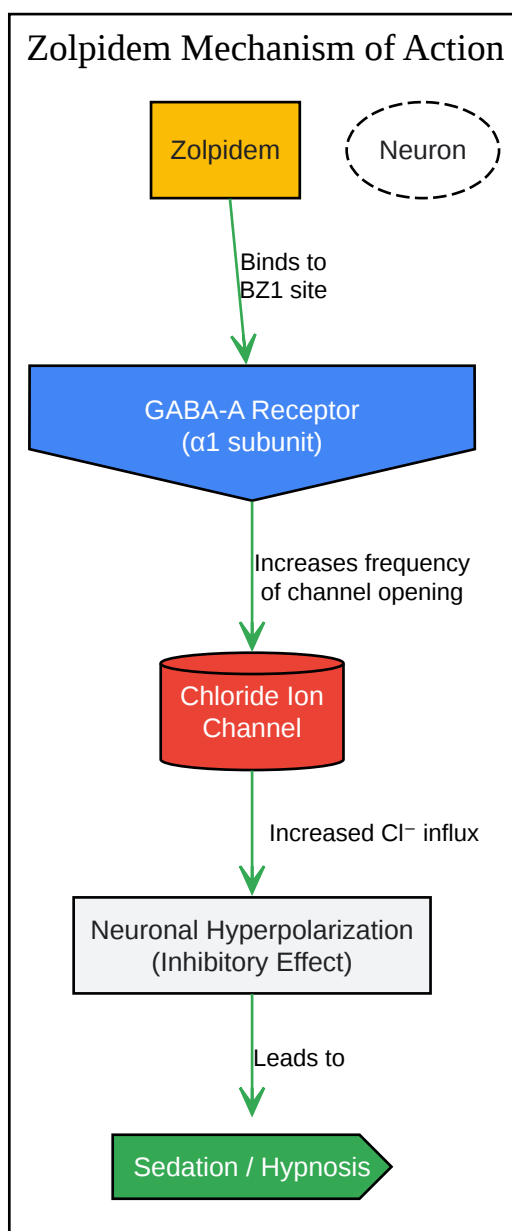 Zolpidem Mechanism of Action
Zolpidem
Neuron
Binds to
BZ1 site
GABA-A Receptor
(α1 subunit)
Increases frequency
of channel opening
Chloride Ion
Channel
Increased Cl⁻ influx
Neuronal Hyperpolarization
(Inhibitory Effect)
Leads to
Sedation / Hypnosis